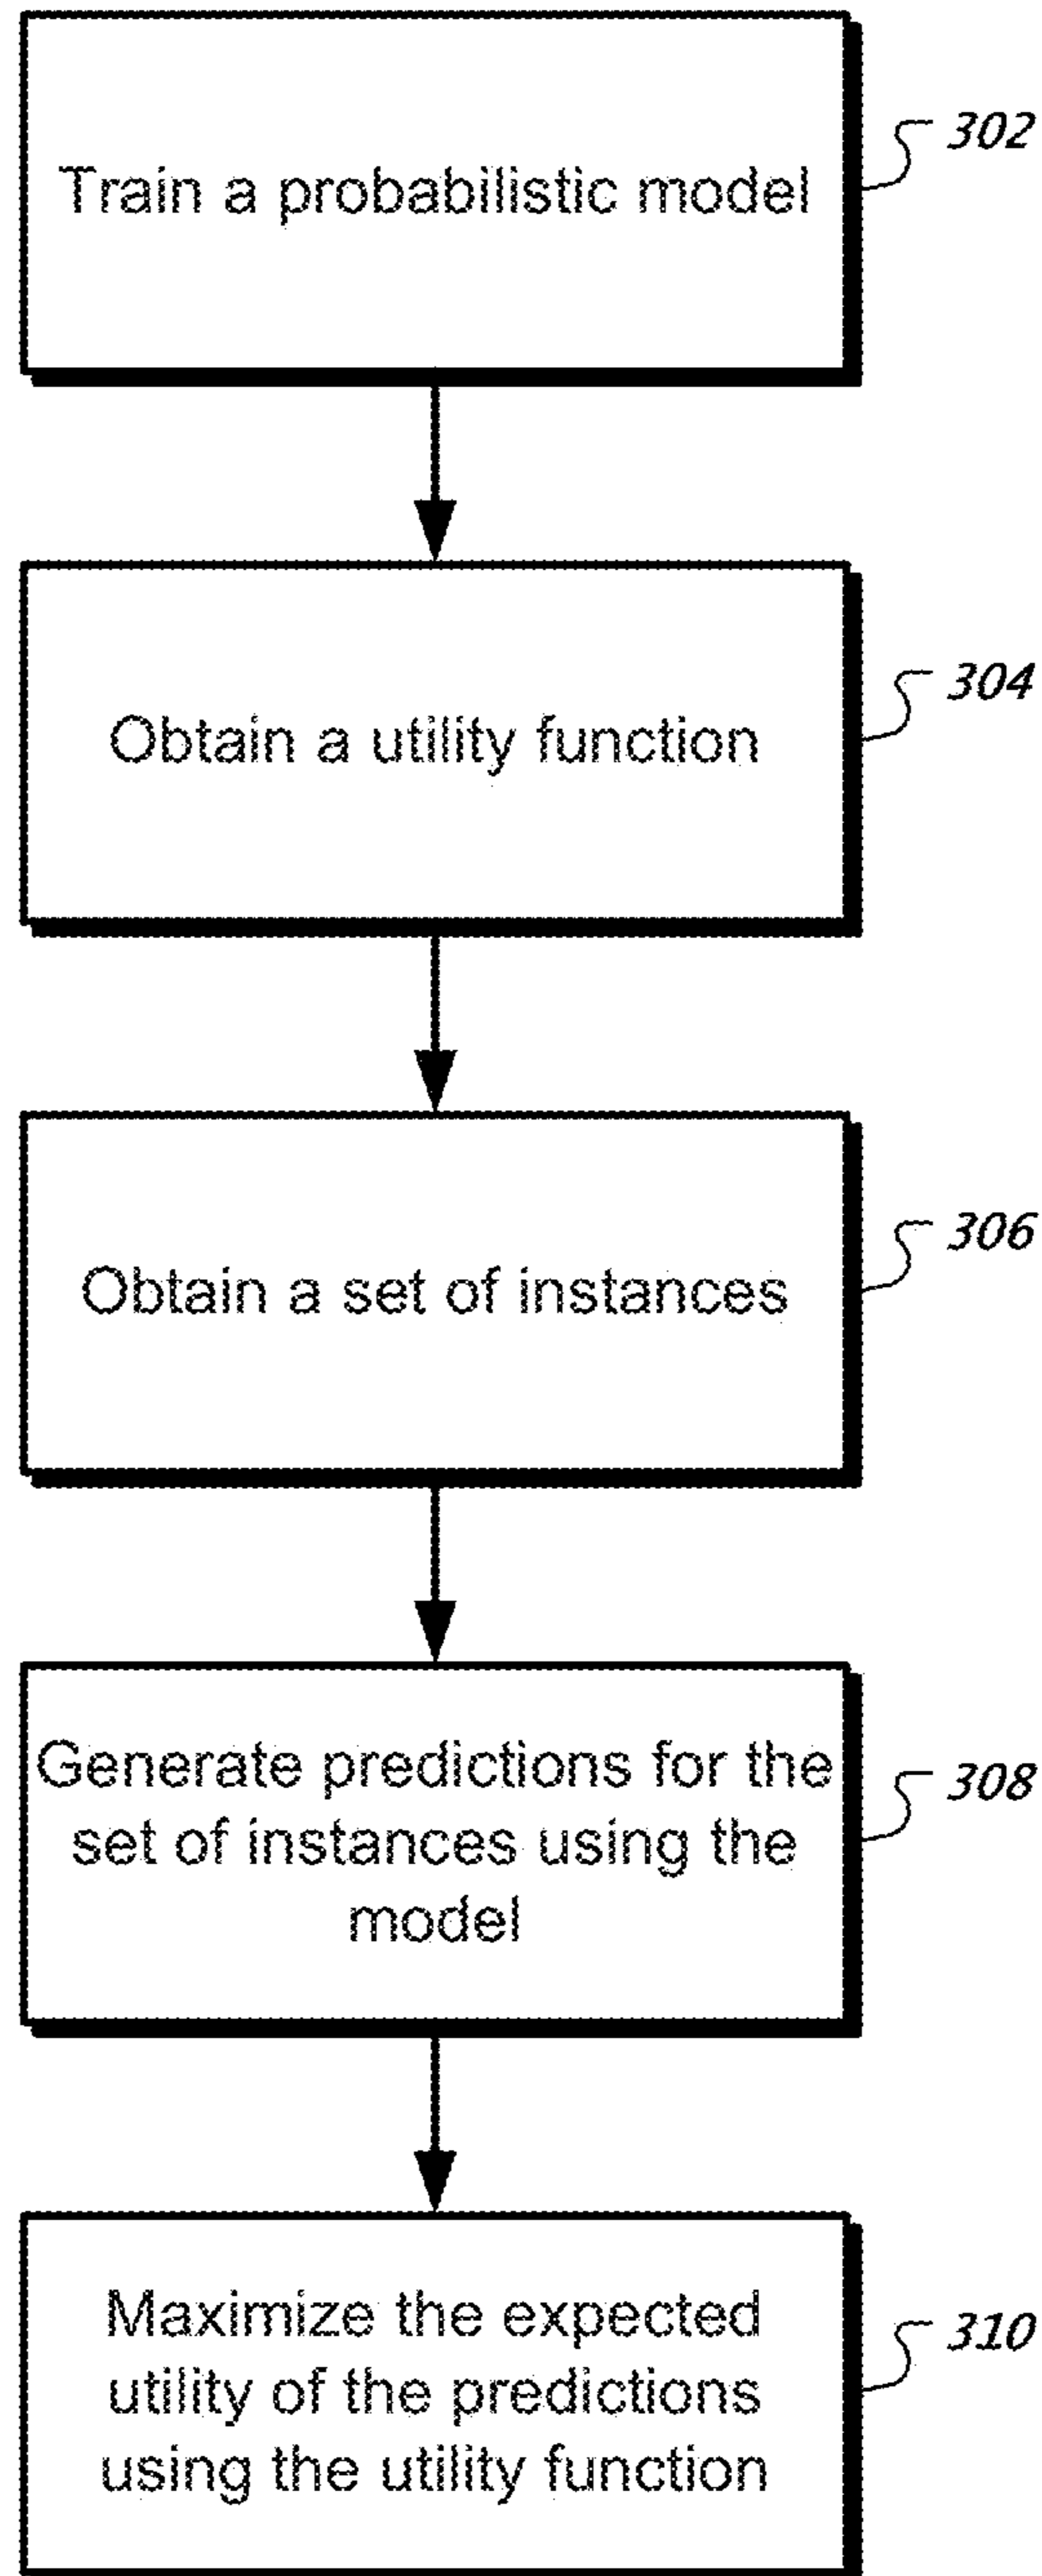 Train a probabilistic model
302
Obtain a utility function
304
Obtain a set of instances
306
Generate predictions for the
set of instances using the
model
308
Maximize the expected
utility of the predictions
using the utility function
310